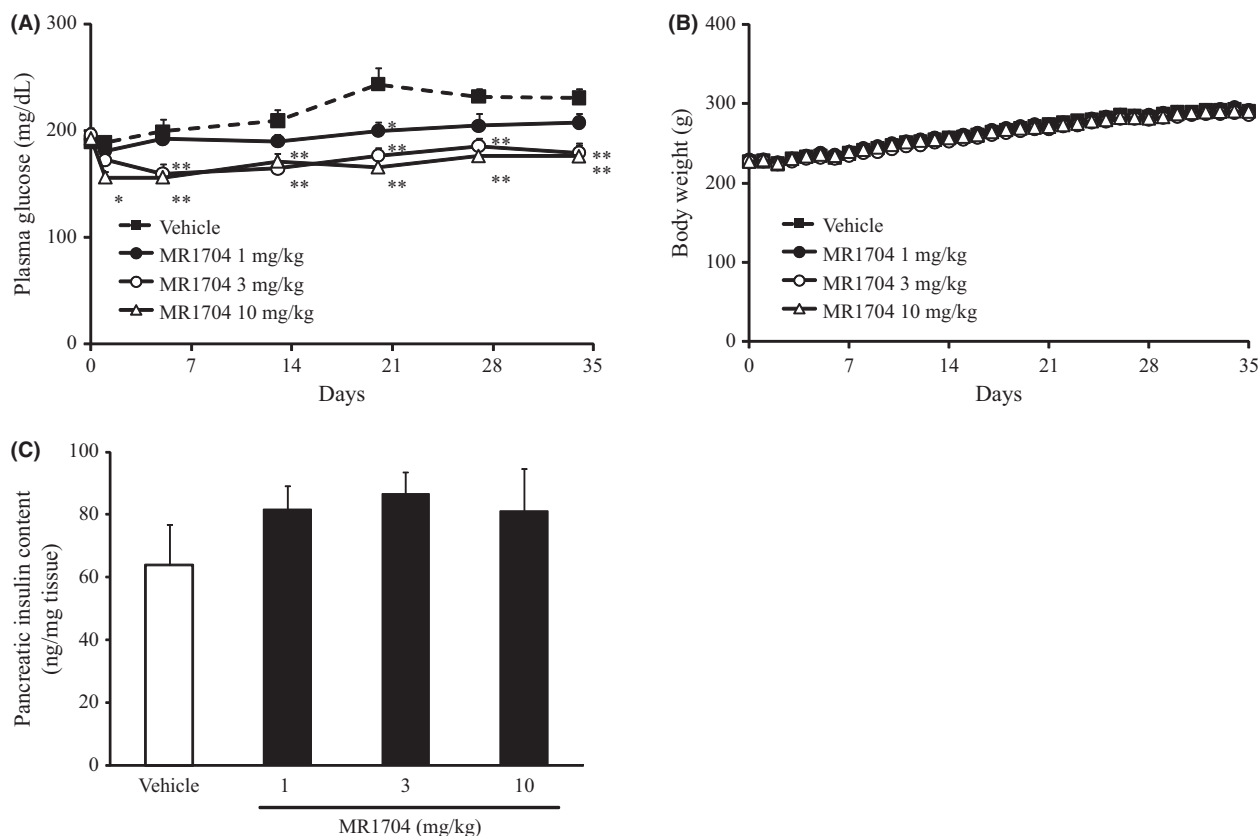 (A)
300
200
100
0
Plasma glucose (mg/dL)
*
**
**
**
**
**
**
*
**
**
**
**
Vehicle
MR1704 1 mg/kg
MR1704 3 mg/kg
MR1704 10 mg/kg
0 7 14 21 28 35
Days
(B)
400
300
200
100
0
Body weight (g)
Vehicle
MR1704 1 mg/kg
MR1704 3 mg/kg
MR1704 10 mg/kg
0 7 14 21 28 35
Days
(C)
100
80
60
40
20
0
Pancreatic insulin content
(ng/mg tissue)
Vehicle 1 3 10
MR1704 (mg/kg)